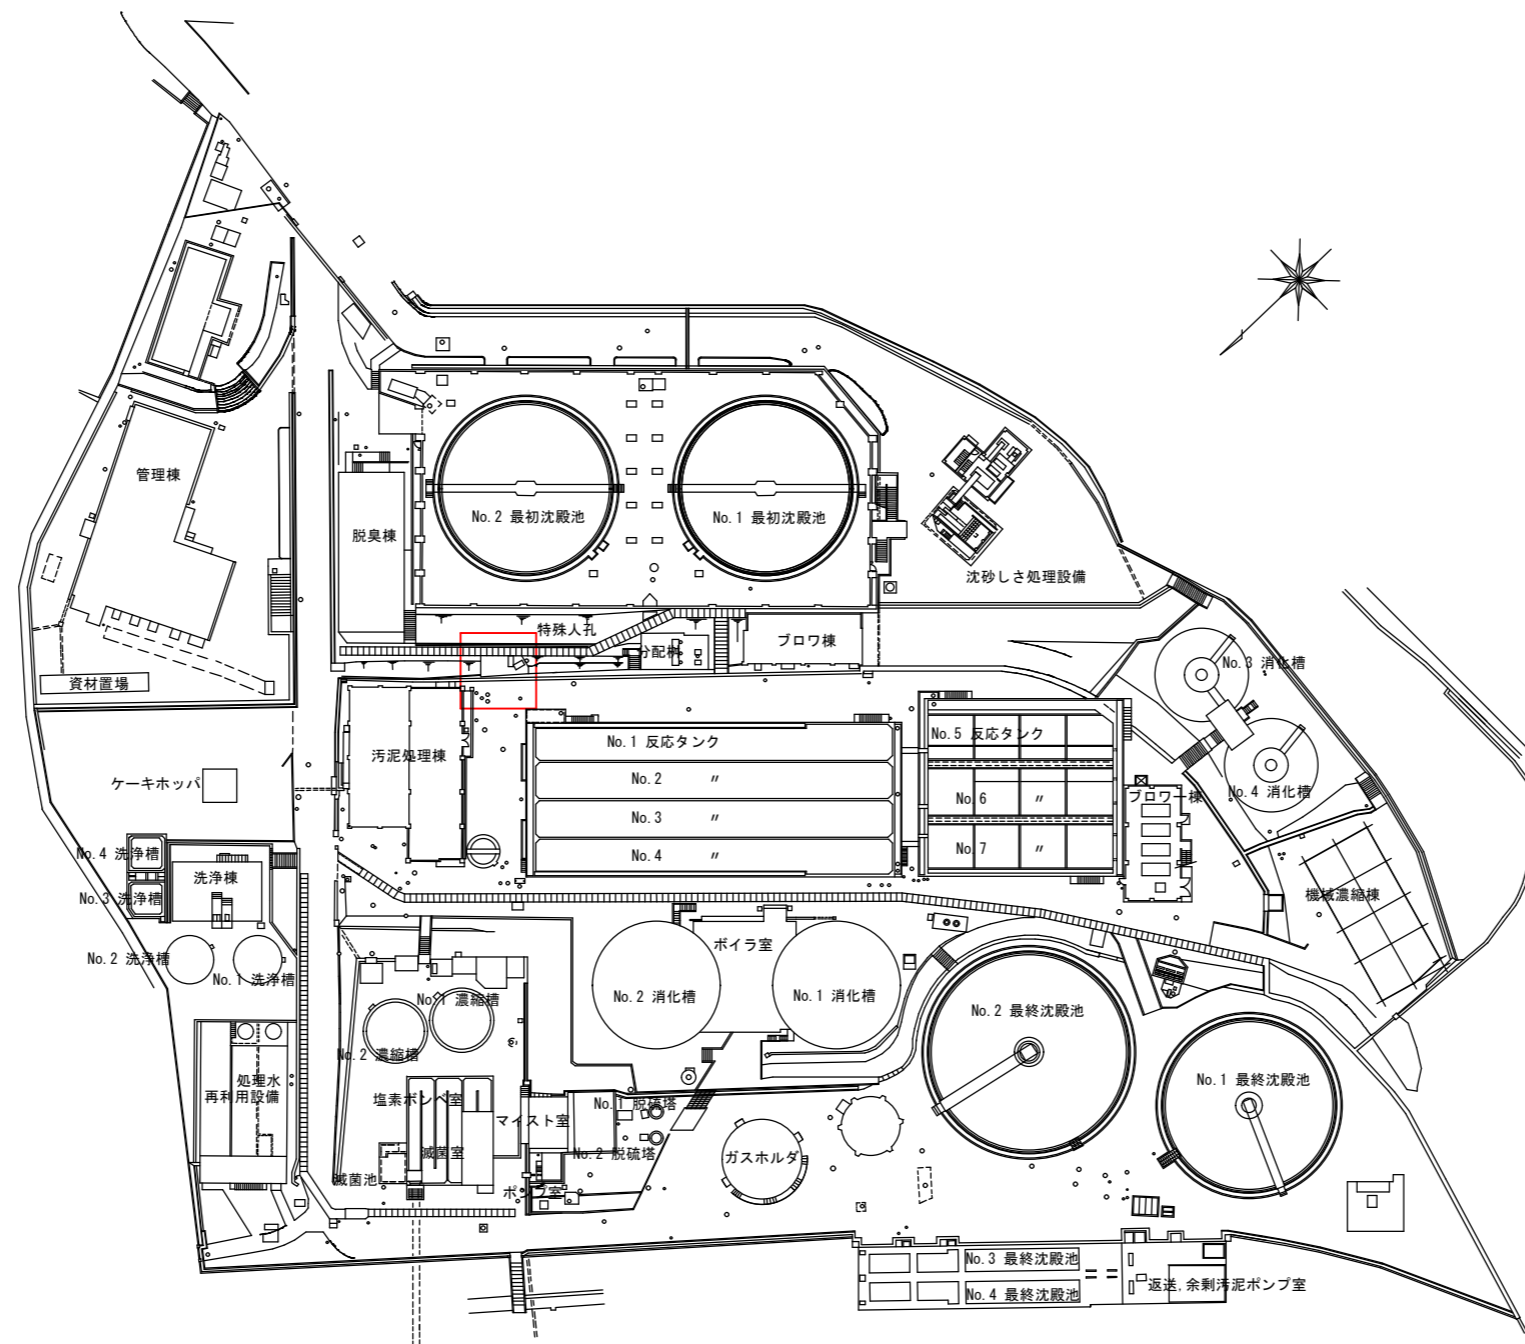 管理棟
脱臭棟
No.2 最初沈殿池
No.1 最初沈殿池
沈砂しさ処理設備
特殊人孔
分配槽
ブロワ棟
No.3 消化槽
資材置場
No.1 反応タンク
No.2 〃
No.3 〃
No.4 〃
No.5 反応タンク
No.6 〃
No.7 〃
汚泥処理棟
ケーキホッパ
ブロワー棟
No.4 消化槽
No.4 洗浄槽
No.3 洗浄槽
洗浄棟
機械濃縮棟
No.2 洗浄槽
No.1 洗浄槽
ボイラ室
No.2 消化槽
No.1 消化槽
No.1 濃縮槽
No.2 濃縮槽
No.2 最終沈殿池
No.1 最終沈殿池
処理水
再利用設備
塩素ボンベ室
マイスト室
No.1 脱硫塔
No.2 脱硫塔
滅菌室
滅菌池
ポンプ室
ガスホルダ
No.3 最終沈殿池
No.4 最終沈殿池
返送,余剰汚泥ポンプ室